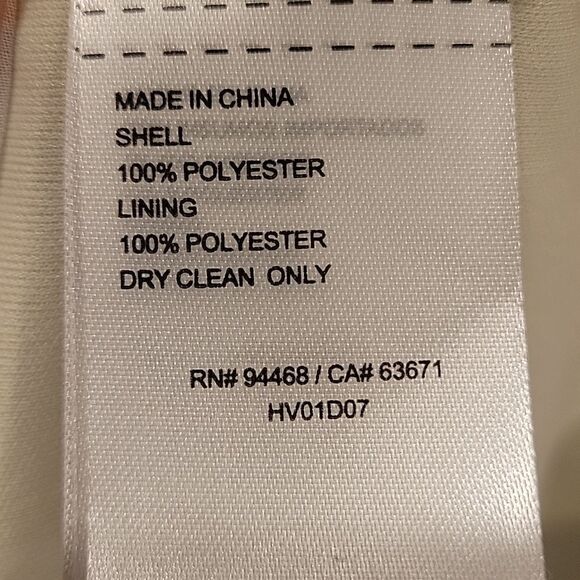 MADE IN CHINA
SHELL
100% POLYESTER
LINING
100% POLYESTER
DRY CLEAN ONLY
RN# 94468 / CA# 63671
HV01D07